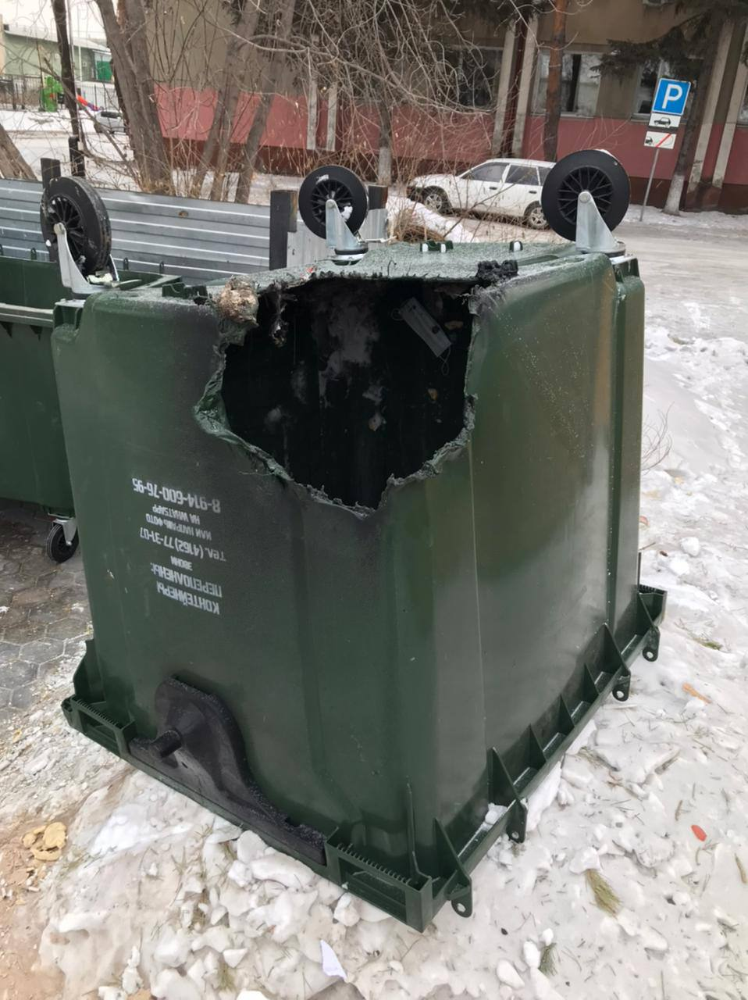 КОНТЕЙНЕРЫ
ПЕРЕПОЛНЕНЫ:
ЗВОНИ
ТЕЛ. (4162) 77-31-07
ИЛИ НАПРАВЬ ФОТО
НА WHATSAPP
8-914-600-76-95
P